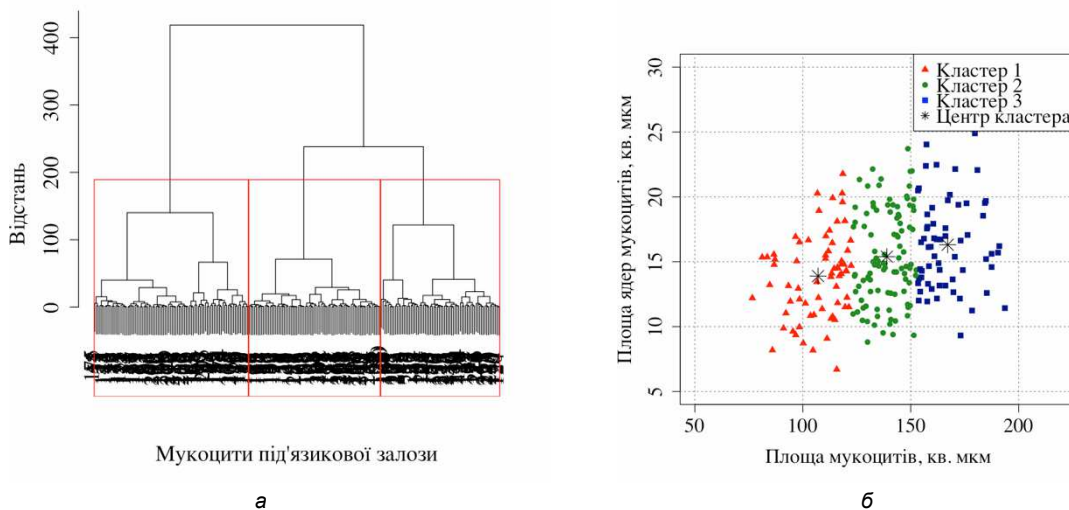 Відстань
400
300
200
100
0
Мукоцити під'язикової залози
а
Площа ядер мукоцитів, кв. мкм
30
25
20
15
10
5
Кластер 1
Кластер 2
Кластер 3
Центр кластера
50
100
150
200
Площа мукоцитів, кв. мкм
б